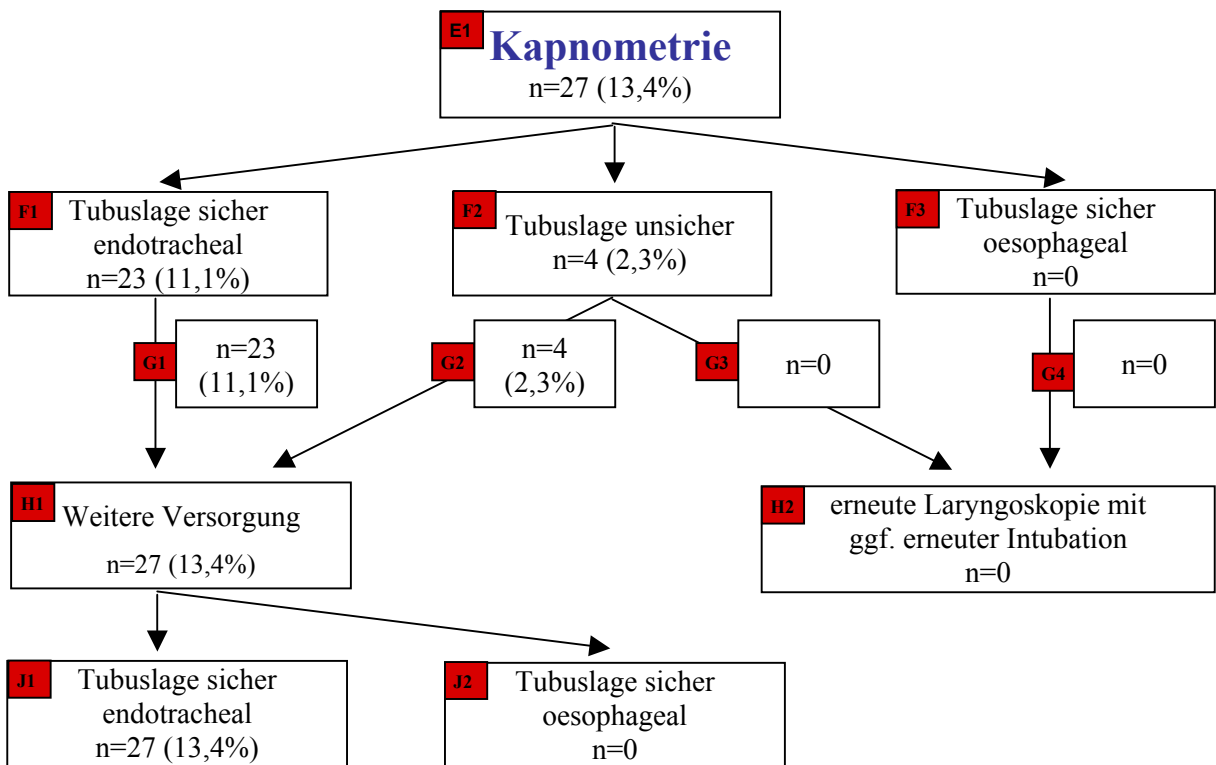 E1
Kapnometrie
n=27 (13,4%)
F1
Tubuslage sicher
endotracheal
n=23 (11,1%)
F2
Tubuslage unsicher
n=4 (2,3%)
F3
Tubuslage sicher
oesophageal
n=0
G1
n=23
(11,1%)
G2
n=4
(2,3%)
G3
n=0
G4
n=0
H1
Weitere Versorgung
n=27 (13,4%)
H2
erneute Laryngoskopie mit
ggf. erneuter Intubation
n=0
J1
Tubuslage sicher
endotracheal
n=27 (13,4%)
J2
Tubuslage sicher
oesophageal
n=0